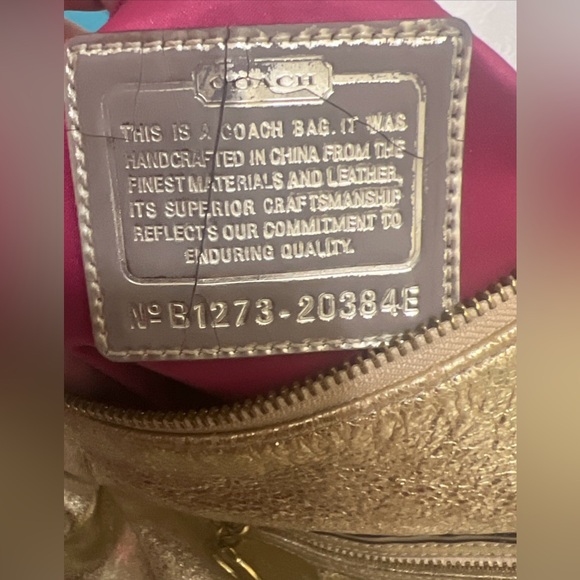 COACH
THIS IS A COACH BAG. IT WAS
HANDCRAFTED IN CHINA FROM THE
FINEST MATERIALS AND LEATHER,
ITS SUPERIOR CRAFTSMANSHIP
REFLECTS OUR COMMITMENT TO
ENDURING QUALITY.
Nº B1273-20384E